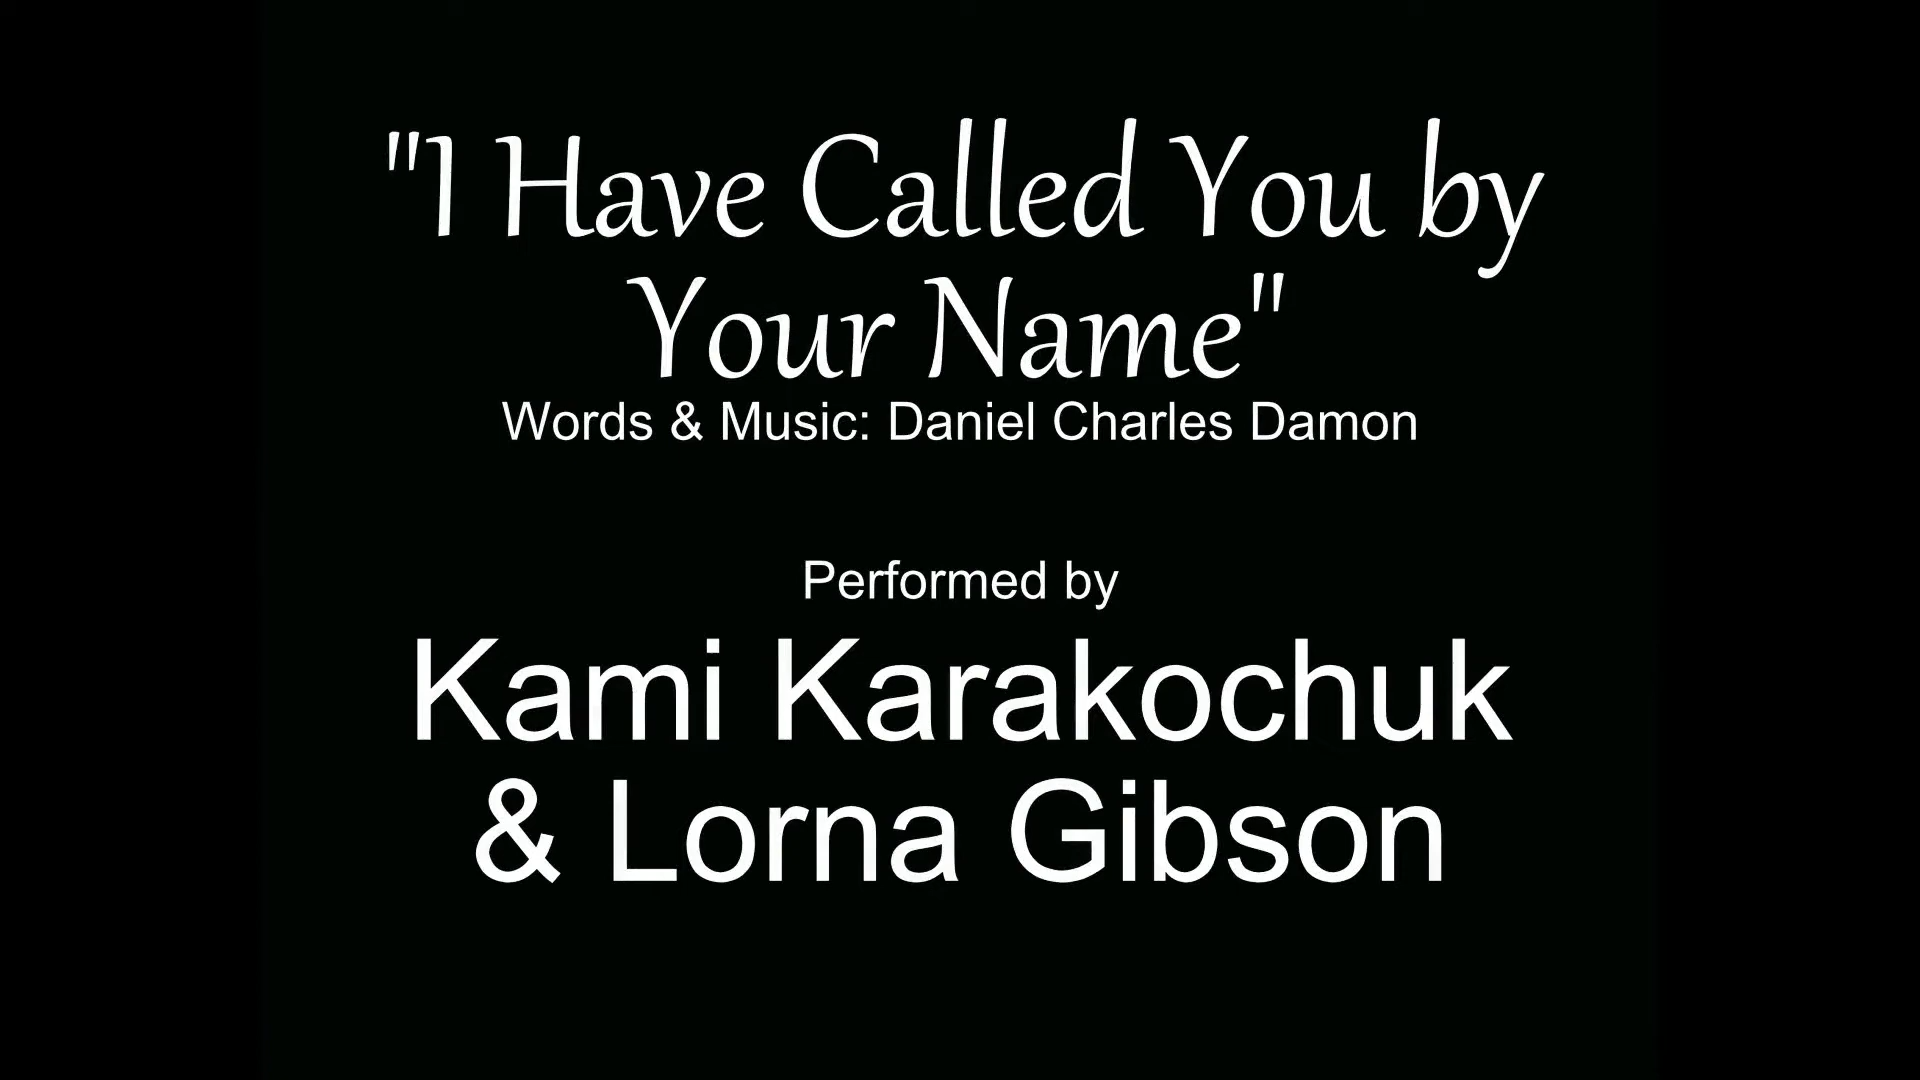 "I Have Called You by
Your Name"
Words & Music: Daniel Charles Damon
Performed by
Kami Karakochuk
& Lorna Gibson